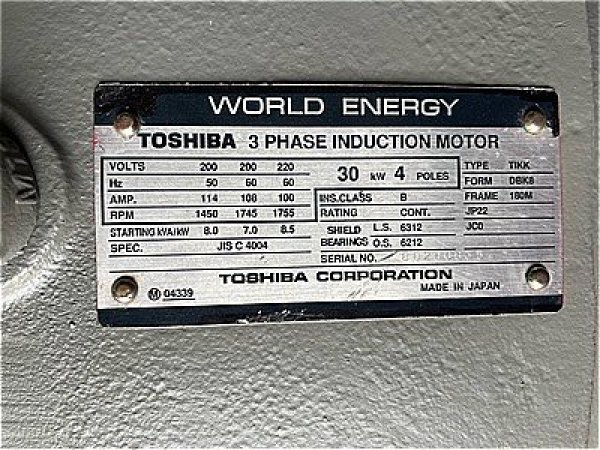 WORLD ENERGY
TOSHIBA 3 PHASE INDUCTION MOTOR
VOLTS 200 200 220
Hz 50 60 60
AMP. 114 108 100
RPM 1450 1745 1755
STARTING kVA/kW 8.0 7.0 8.5
SPEC. JIS C 4004
30 kW 4 POLES
INS.CLASS B
RATING CONT.
SHIELD BEARINGS L.S. 6312
O.S. 6212
SERIAL NO.
TYPE TIKK
FORM DBK8
FRAME 180M
JP22
JC0
TOSHIBA CORPORATION
M 04339
MADE IN JAPAN